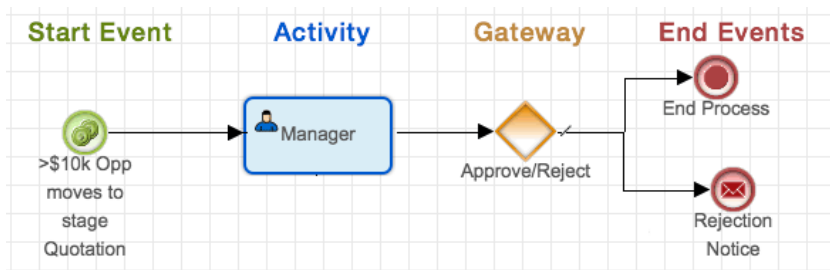 Start Event
Activity
Gateway
End Events
>$10k Opp
moves to
stage
Quotation
Manager
Approve/Reject
End Process
Rejection
Notice